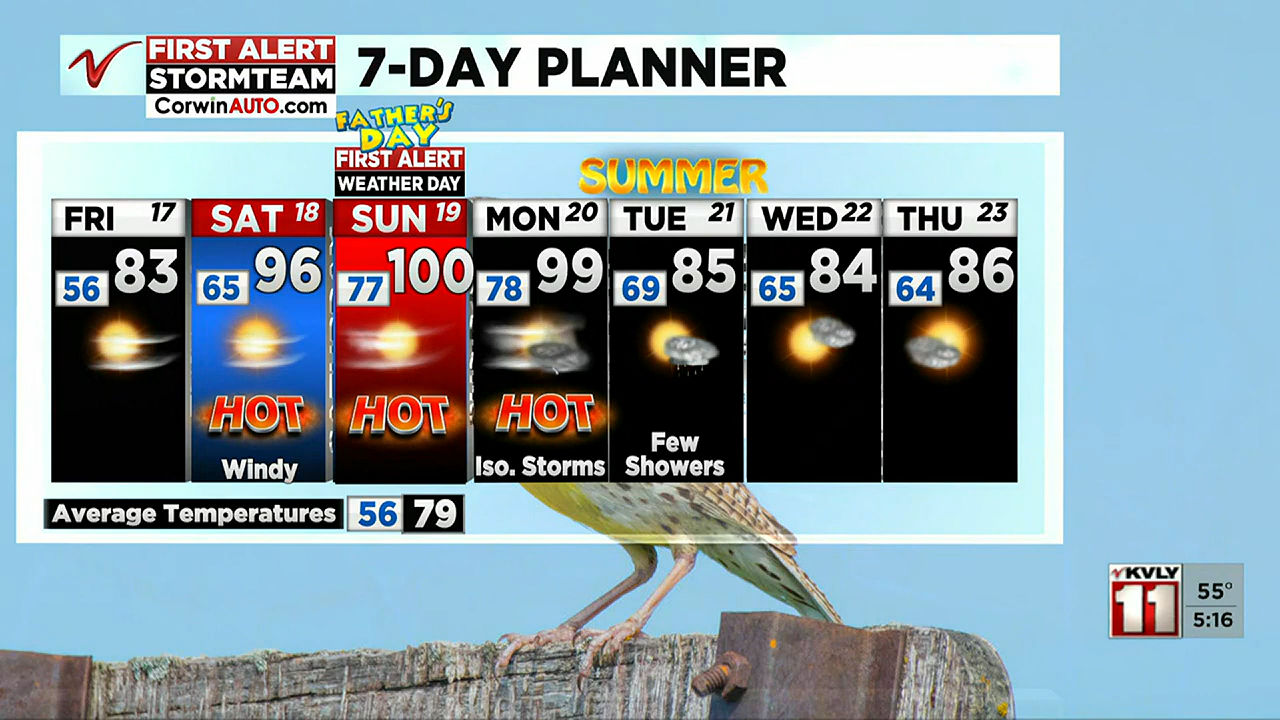 FIRST ALERT
STORMTEAM
CorwinAUTO.com
7-DAY PLANNER
FATHER'S
DAY
FIRST ALERT
WEATHER DAY
SUMMER
FRI 17
SAT 18
SUN 19
MON 20
TUE 21
WED 22
THU 23
56 83
65 96
77 100
78 99
69 85
65 84
64 86
HOT
HOT
HOT
Windy
Iso. Storms
Few
Showers
Average Temperatures 56 79
KVLY
11
55°
5:16